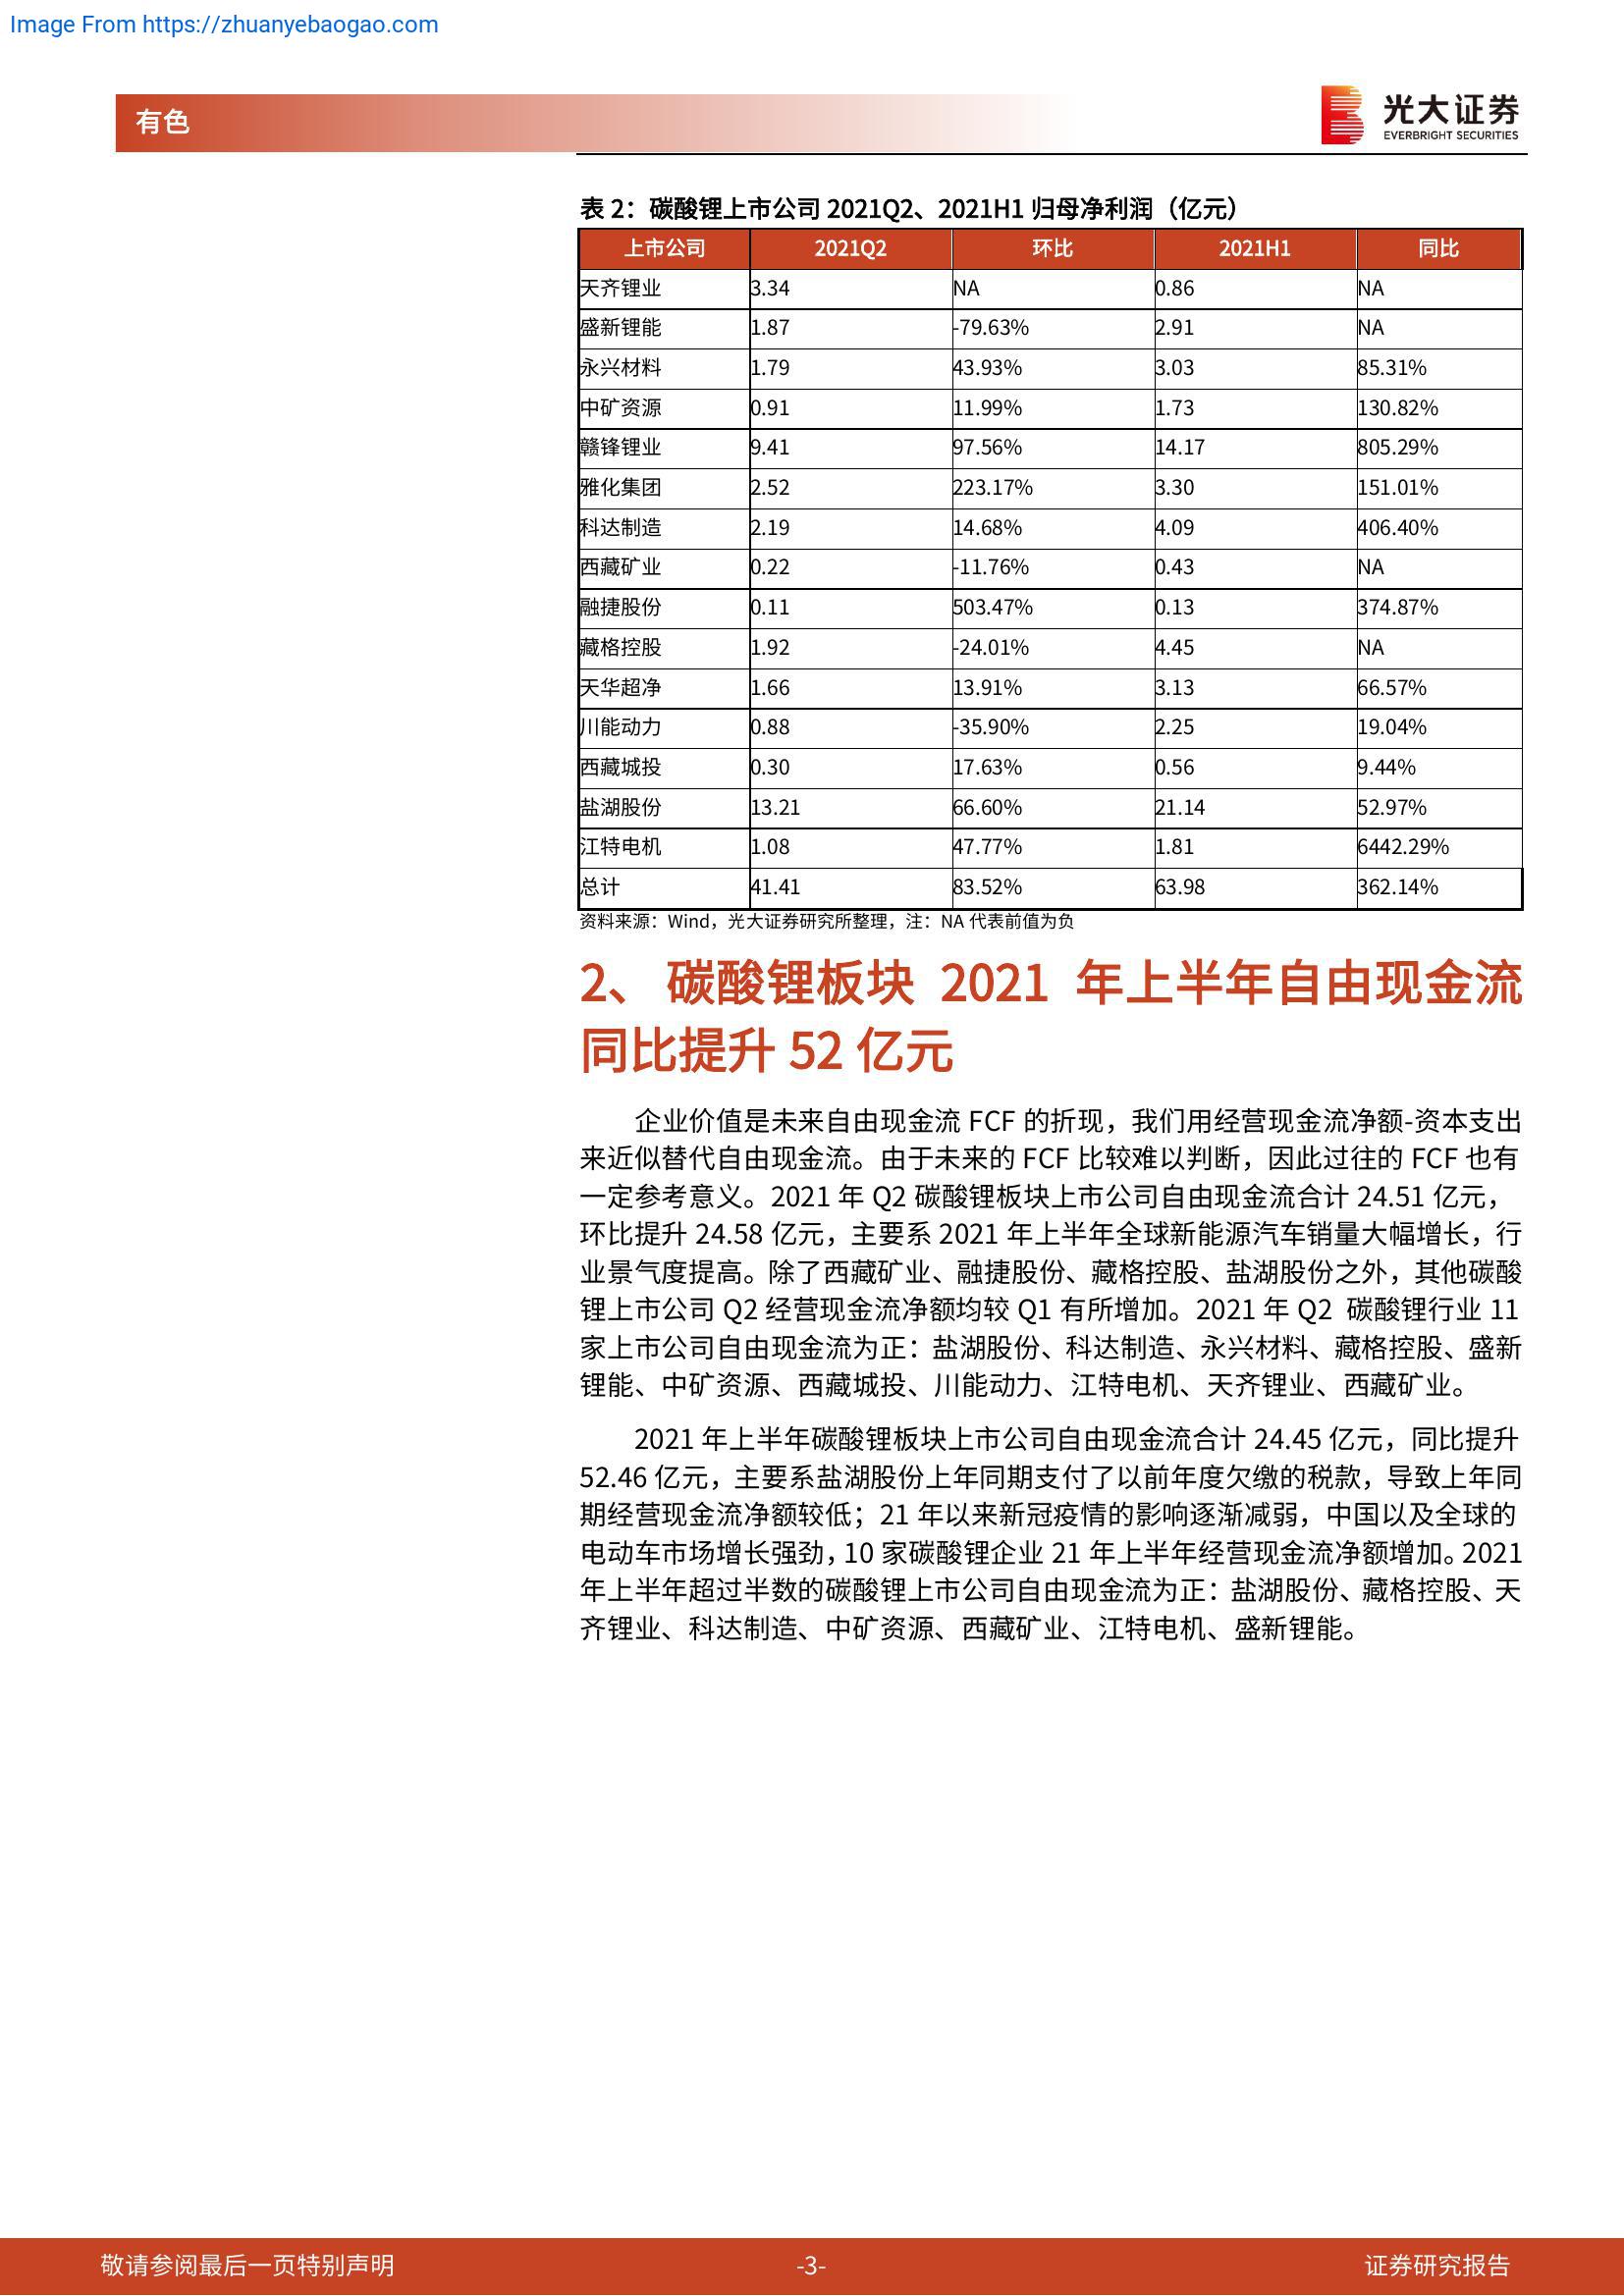 Image From https://zhuanyebaogao.com
有色
光大证券
EVERBRIGHT SECURITIES
表 2：碳酸锂上市公司 2021Q2、2021H1 归母净利润（亿元）
上市公司 2021Q2 环比 2021H1 同比
天齐锂业 3.34 NA 0.86 NA
盛新锂能 1.87 -79.63% 2.91 NA
永兴材料 1.79 43.93% 3.03 85.31%
中矿资源 0.91 11.99% 1.73 130.82%
赣锋锂业 9.41 97.56% 14.17 805.29%
雅化集团 2.52 223.17% 3.30 151.01%
科达制造 2.19 14.68% 4.09 406.40%
西藏矿业 0.22 -11.76% 0.43 NA
融捷股份 0.11 503.47% 0.13 374.87%
藏格控股 1.92 -24.01% 4.45 NA
天华超净 1.66 13.91% 3.13 66.57%
川能动力 0.88 -35.90% 2.25 19.04%
西藏城投 0.30 17.63% 0.56 9.44%
盐湖股份 13.21 66.60% 21.14 52.97%
江特电机 1.08 47.77% 1.81 6442.29%
总计 41.41 83.52% 63.98 362.14%
资料来源：Wind，光大证券研究所整理，注：NA 代表前值为负
2、 碳酸锂板块 2021 年上半年自由现金流
同比提升 52 亿元
企业价值是未来自由现金流 FCF 的折现，我们用经营现金流净额-资本支出
来近似替代自由现金流。由于未来的 FCF 比较难以判断，因此过往的 FCF 也有
一定参考意义。2021 年 Q2 碳酸锂板块上市公司自由现金流合计 24.51 亿元，
环比提升 24.58 亿元，主要系 2021 年上半年全球新能源汽车销量大幅增长，行
业景气度提高。除了西藏矿业、融捷股份、藏格控股、盐湖股份之外，其他碳酸
锂上市公司 Q2 经营现金流净额均较 Q1 有所增加。2021 年 Q2 碳酸锂行业 11
家上市公司自由现金流为正：盐湖股份、科达制造、永兴材料、藏格控股、盛新
锂能、中矿资源、西藏城投、川能动力、江特电机、天齐锂业、西藏矿业。
2021 年上半年碳酸锂板块上市公司自由现金流合计 24.45 亿元，同比提升
52.46 亿元，主要系盐湖股份上年同期支付了以前年度欠缴的税款，导致上年同
期经营现金流净额较低；21 年以来新冠疫情的影响逐渐减弱，中国以及全球的
电动车市场增长强劲，10 家碳酸锂企业 21 年上半年经营现金流净额增加。2021
年上半年超过半数的碳酸锂上市公司自由现金流为正：盐湖股份、藏格控股、天
齐锂业、科达制造、中矿资源、西藏矿业、江特电机、盛新锂能。
敬请参阅最后一页特别声明 -3- 证券研究报告